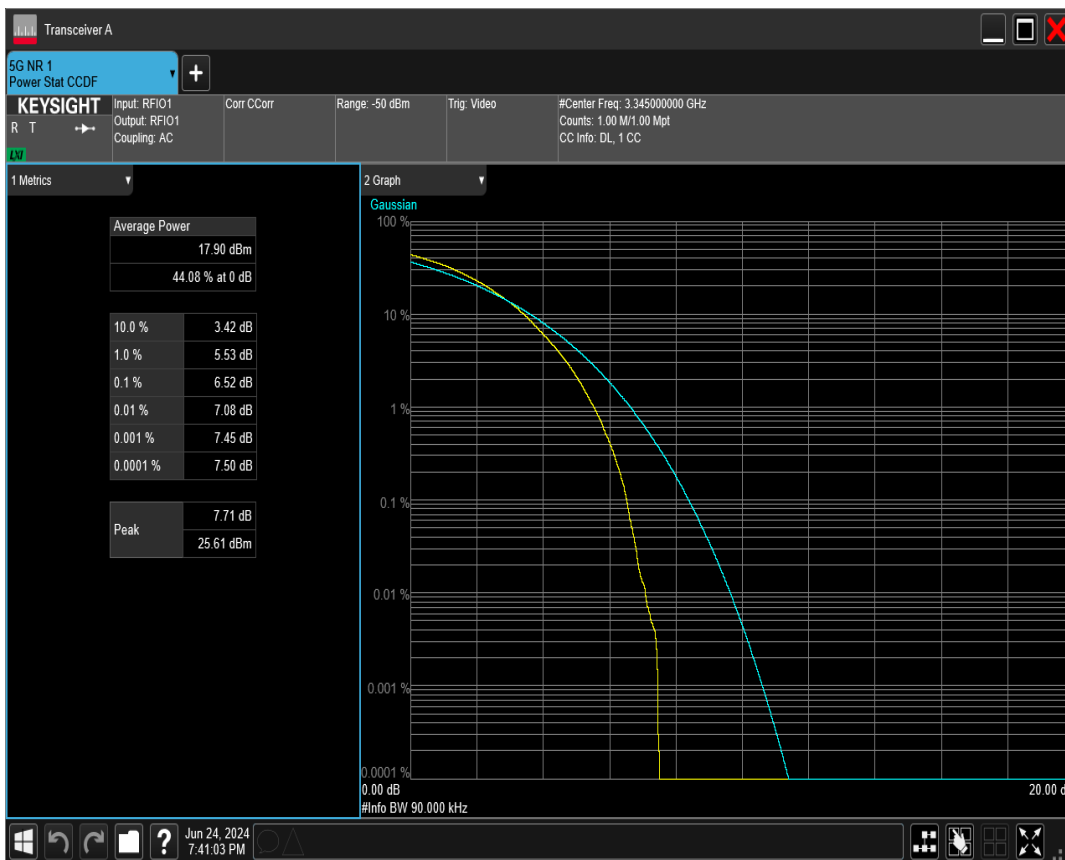 Transceiver A
5G NR 1
Power Stat CCDF
+
KEYSIGHT
R T
LXI
Input: RFIO1
Output: RFIO1
Coupling: AC
Corr CCorr
Range: -50 dBm
Trig: Video
#Center Freq: 3.345000000 GHz
Counts: 1.00 M/1.00 Mpt
CC Info: DL, 1 CC
1 Metrics
Average Power
17.90 dBm
44.08 % at 0 dB
10.0 % 3.42 dB
1.0 % 5.53 dB
0.1 % 6.52 dB
0.01 % 7.08 dB
0.001 % 7.45 dB
0.0001 % 7.50 dB
Peak
7.71 dB
25.61 dBm
2 Graph
Gaussian
100 %
10 %
1 %
0.1 %
0.01 %
0.001 %
0.0001 %
0.00 dB
20.00 d
#Info BW 90.000 kHz
?
Jun 24, 2024
7:41:03 PM